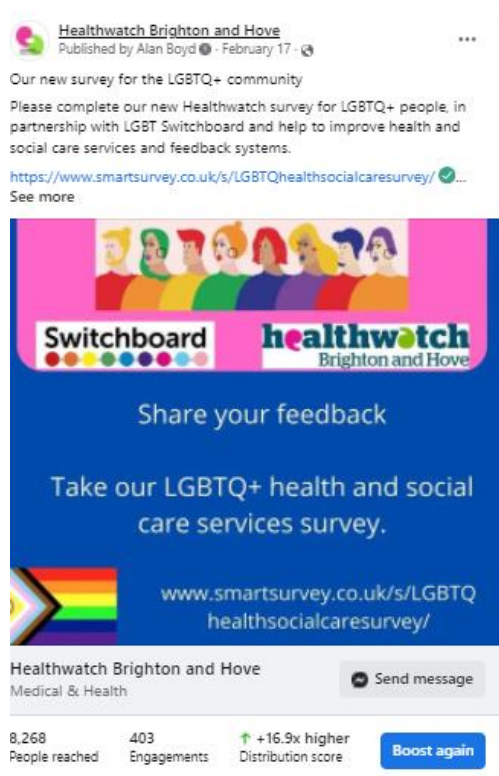 Healthwatch Brighton and Hove
Published by Alan Boyd · February 17 ·
Our new survey for the LGBTQ+ community
Please complete our new Healthwatch survey for LGBTQ+ people, in
partnership with LGBT Switchboard and help to improve health and
social care services and feedback systems.
https://www.smartsurvey.co.uk/s/LGBTQhealthsocialcaresurvey/ ✅...
See more
Switchboard
healthwatch
Brighton and Hove
Share your feedback
Take our LGBTQ+ health and social
care services survey.
www.smartsurvey.co.uk/s/LGBTQ
healthsocialcaresurvey/
Healthwatch Brighton and Hove
Medical & Health
Send message
8,268
People reached
403
Engagements
↑ +16.9x higher
Distribution score
Boost again